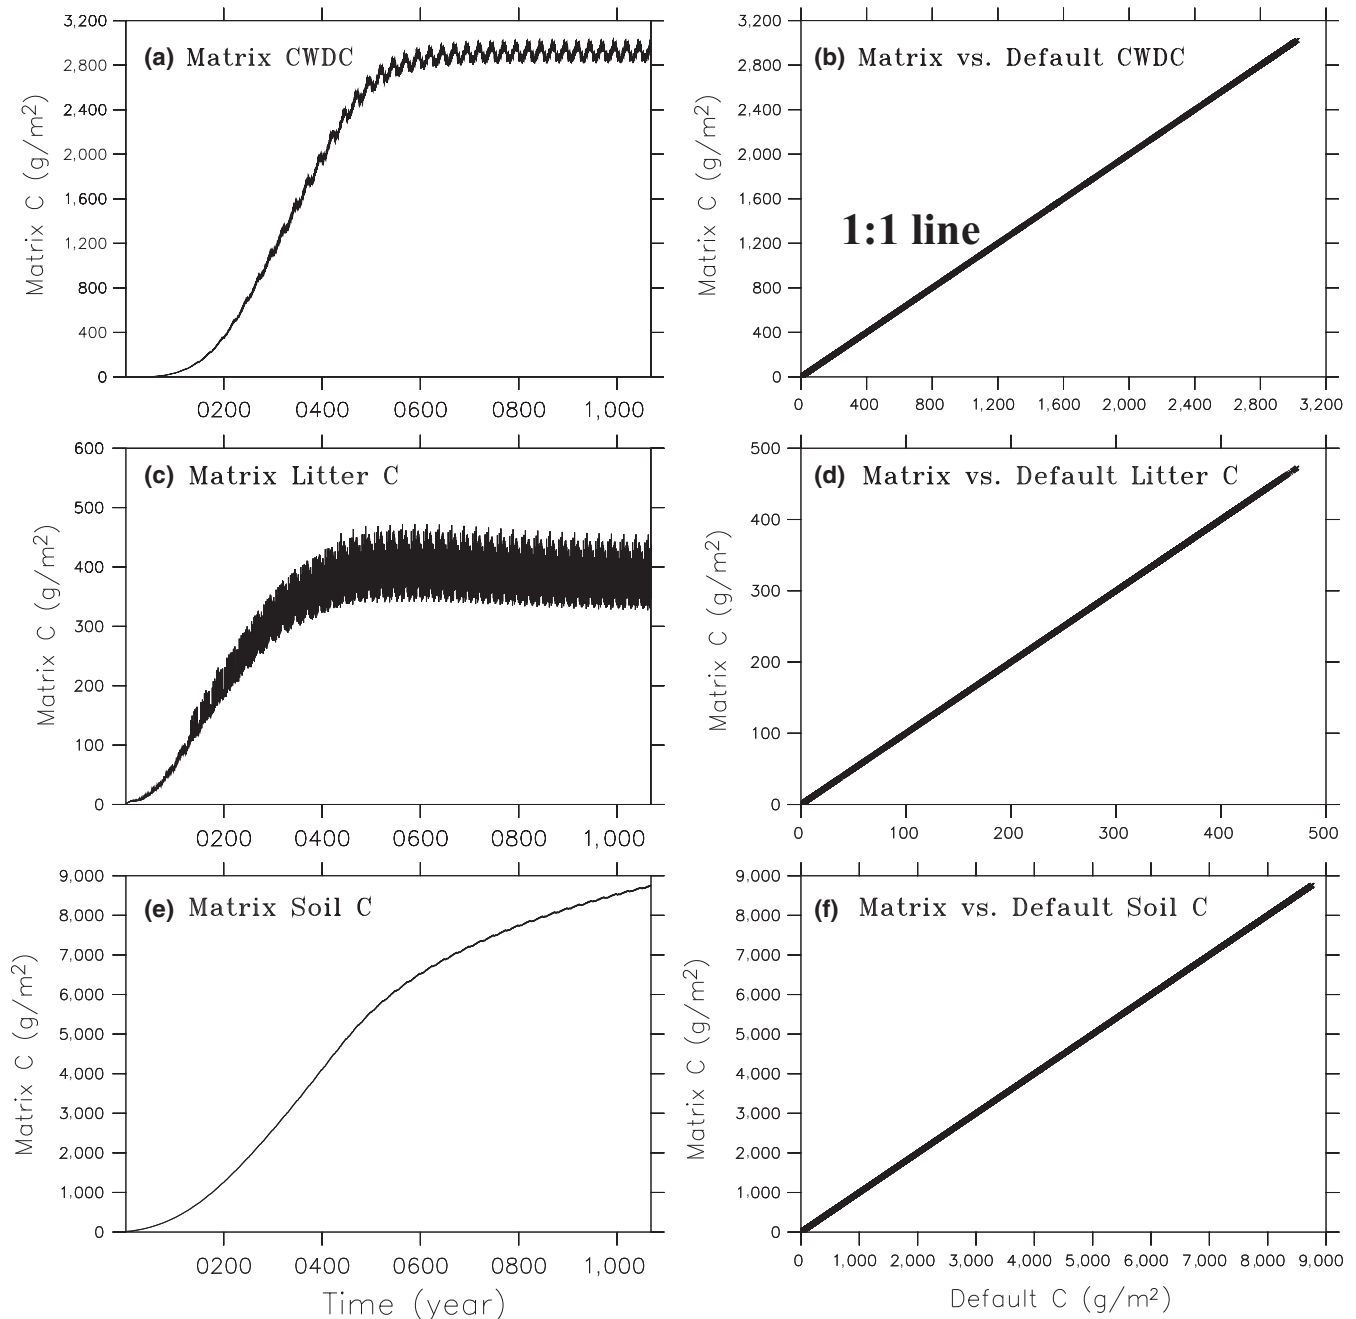 (a) Matrix CWDC
3,200
2,800
2,400
2,000
1,600
1,200
800
400
0
Matrix C (g/m²)
0200 0400 0600 0800 1,000
(b) Matrix vs. Default CWDC
3,200
2,800
2,400
2,000
1,600
1,200
800
400
0
Matrix C (g/m²)
1:1 line
0 400 800 1,200 1,600 2,000 2,400 2,800 3,200
(c) Matrix Litter C
600
500
400
300
200
100
0
Matrix C (g/m²)
0200 0400 0600 0800 1,000
(d) Matrix vs. Default Litter C
500
400
300
200
100
0
Matrix C (g/m²)
0 100 200 300 400 500
(e) Matrix Soil C
9,000
8,000
7,000
6,000
5,000
4,000
3,000
2,000
1,000
0
Matrix C (g/m²)
0200 0400 0600 0800 1,000
Time (year)
(f) Matrix vs. Default Soil C
9,000
8,000
7,000
6,000
5,000
4,000
3,000
2,000
1,000
0
Matrix C (g/m²)
0 1,000 2,000 3,000 4,000 5,000 6,000 7,000 8,000 9,000
Default C (g/m²)